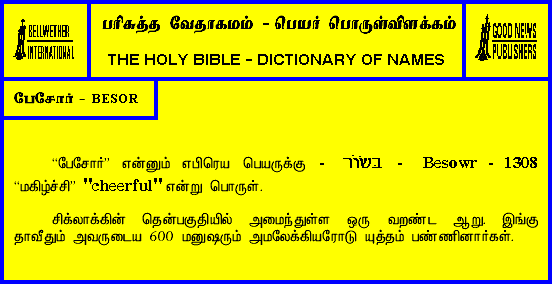 BELLWETHER
INTERNATIONAL
பரிசுத்த வேதாகமம் - பெயர் பொருள்விளக்கம்
THE HOLY BIBLE - DICTIONARY OF NAMES
GOOD NEWS
PUBLISHERS
பேசோர் - BESOR
“பேசோர்” என்னும் எபிரெய பெயருக்கு - בשׂור - Besowr - 1308
“மகிழ்ச்சி” "cheerful" என்று பொருள்.
சிக்லாக்கின் தென்பகுதியில் அமைந்துள்ள ஒரு வறண்ட ஆறு. இங்கு
தாவீதும் அவருடைய 600 மனுஷரும் அமலேக்கியரோடு யுத்தம் பண்ணினார்கள்.